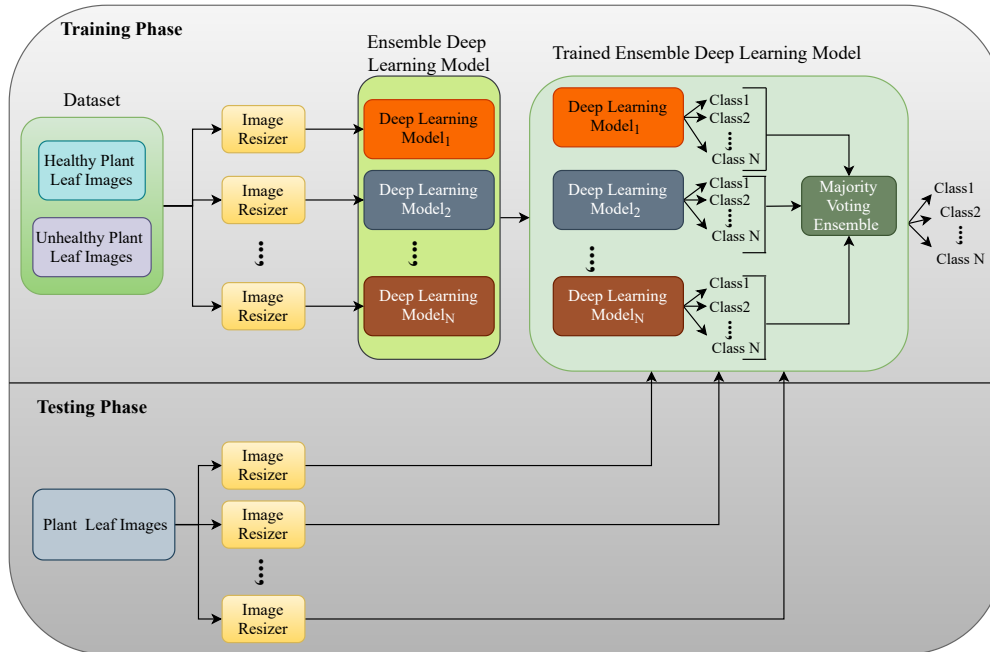 Training Phase
Dataset
Healthy Plant
Leaf Images
Unhealthy Plant
Leaf Images
Image
Resizer
Image
Resizer
Image
Resizer
Ensemble Deep
Learning Model
Deep Learning
Model1
Deep Learning
Model2
Deep Learning
ModelN
Trained Ensemble Deep Learning Model
Deep Learning
Model1
Class1
Class2
Class N
Deep Learning
Model2
Class1
Class2
Class N
Deep Learning
ModelN
Class1
Class2
Class N
Majority
Voting
Ensemble
Class1
Class2
Class N
Testing Phase
Plant Leaf Images
Image
Resizer
Image
Resizer
Image
Resizer